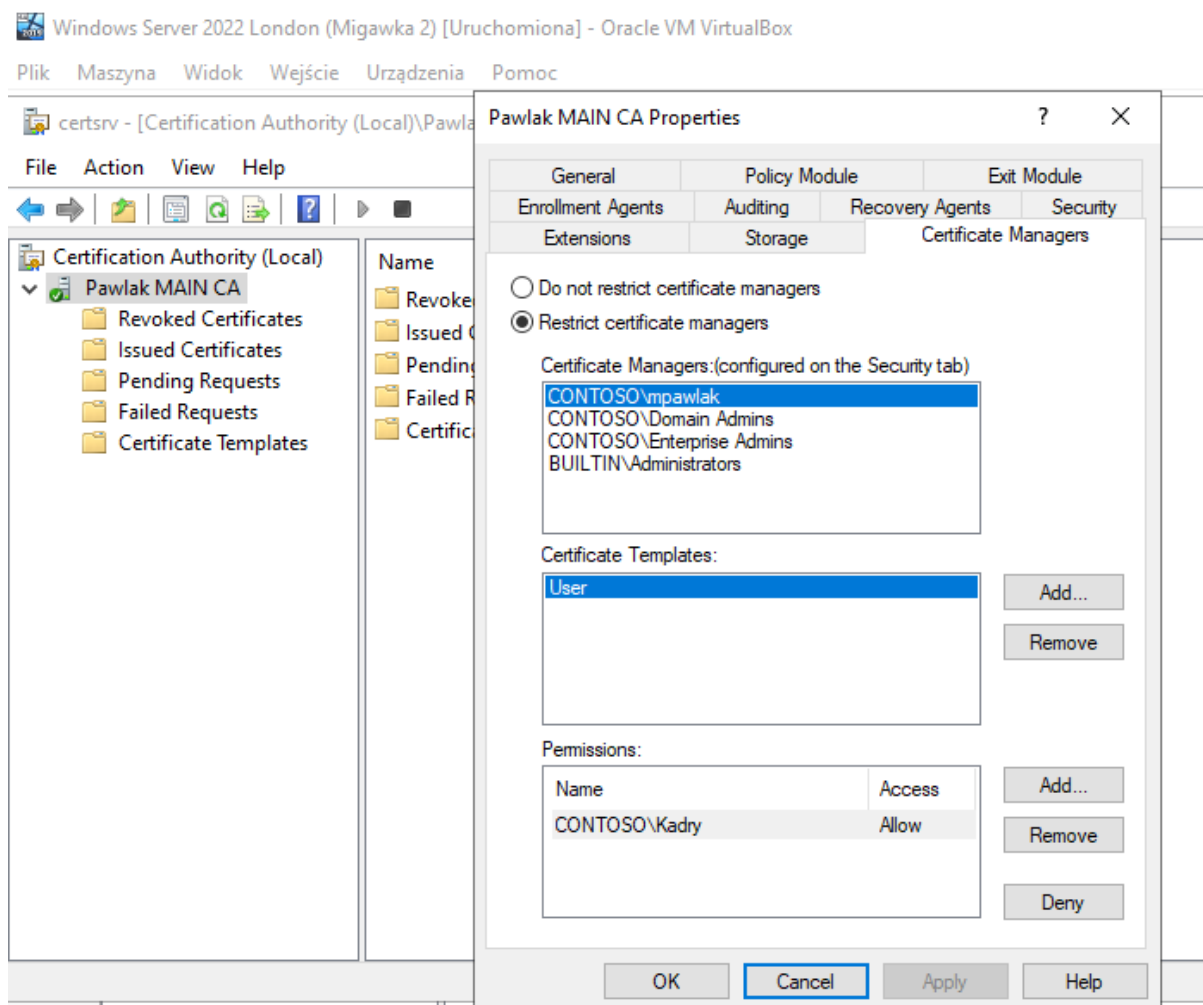 Windows Server 2022 London (Migawka 2) [Uruchomiona] - Oracle VM VirtualBox
Plik Maszyna Widok Wejście Urządzenia Pomoc
certsrv - [Certification Authority (Local)\Pawla
File Action View Help
Certification Authority (Local)
Pawlak MAIN CA
Revoked Certificates
Issued Certificates
Pending Requests
Failed Requests
Certificate Templates
Name
Revoke
Issued C
Pending
Failed R
Certific
Pawlak MAIN CA Properties
General Policy Module Exit Module
Enrollment Agents Auditing Recovery Agents Security
Extensions Storage Certificate Managers
Do not restrict certificate managers
Restrict certificate managers
Certificate Managers:(configured on the Security tab)
CONTOSO\mpawlak
CONTOSO\Domain Admins
CONTOSO\Enterprise Admins
BUILTIN\Administrators
Certificate Templates:
User
Add...
Remove
Permissions:
Name Access
CONTOSO\Kadry Allow
Add...
Remove
Deny
OK Cancel Apply Help